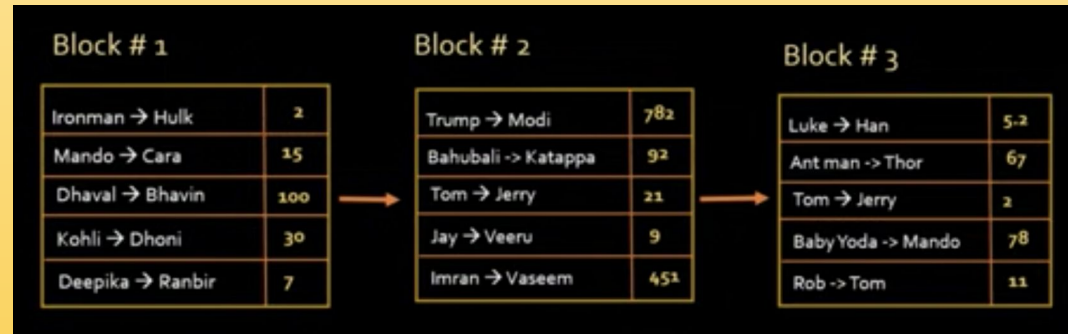 Block # 1
Ironman → Hulk 2
Mando → Cara 15
Dhaval → Bhavin 100
Kohli → Dhoni 30
Deepika → Ranbir 7
Block # 2
Trump → Modi 782
Bahubali -> Katappa 92
Tom → Jerry 21
Jay → Veeru 9
Imran → Vaseem 451
Block # 3
Luke → Han 5.2
Ant man -> Thor 67
Tom → Jerry 2
Baby Yoda -> Mando 78
Rob -> Tom 11